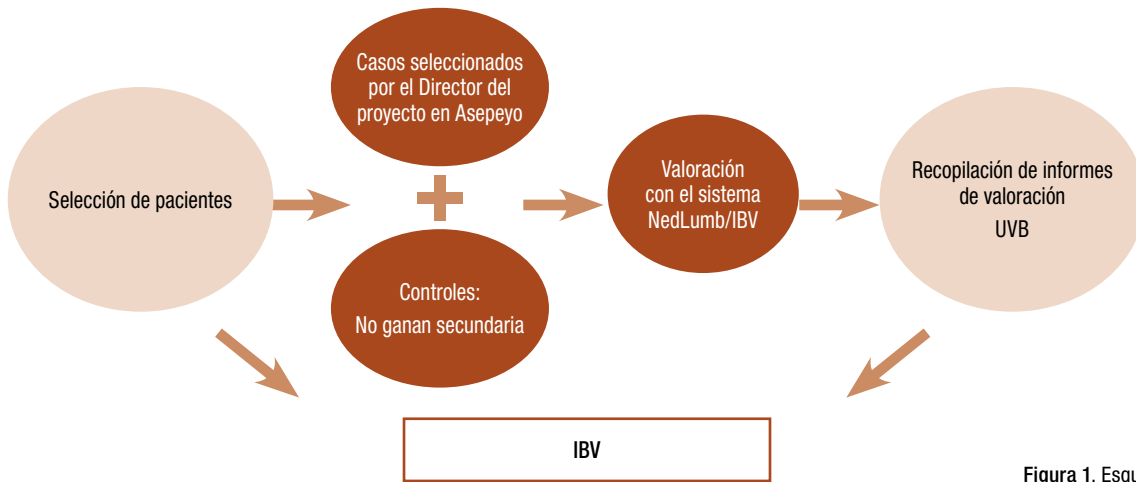 Selección de pacientes
Casos seleccionados
por el Director del
proyecto en Asepeyo
Controles:
No ganan secundaria
Valoración
con el sistema
NedLumb/IBV
Recopilación de informes
de valoración
UVB
IBV
Figura 1. Esqu